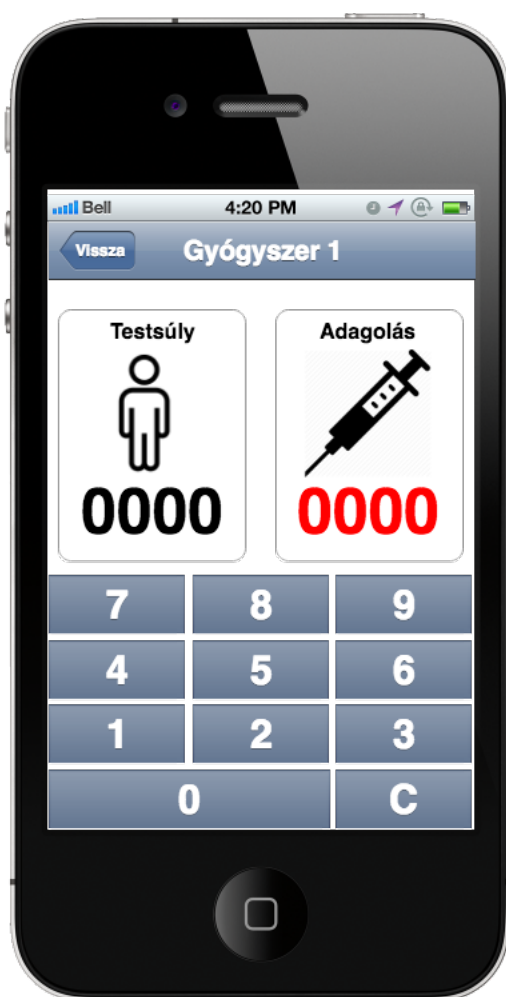 Bell 4:20 PM
Vissza Gyógyszer 1
Testsúly Adagolás
0000 0000
7 8 9
4 5 6
1 2 3
0 C